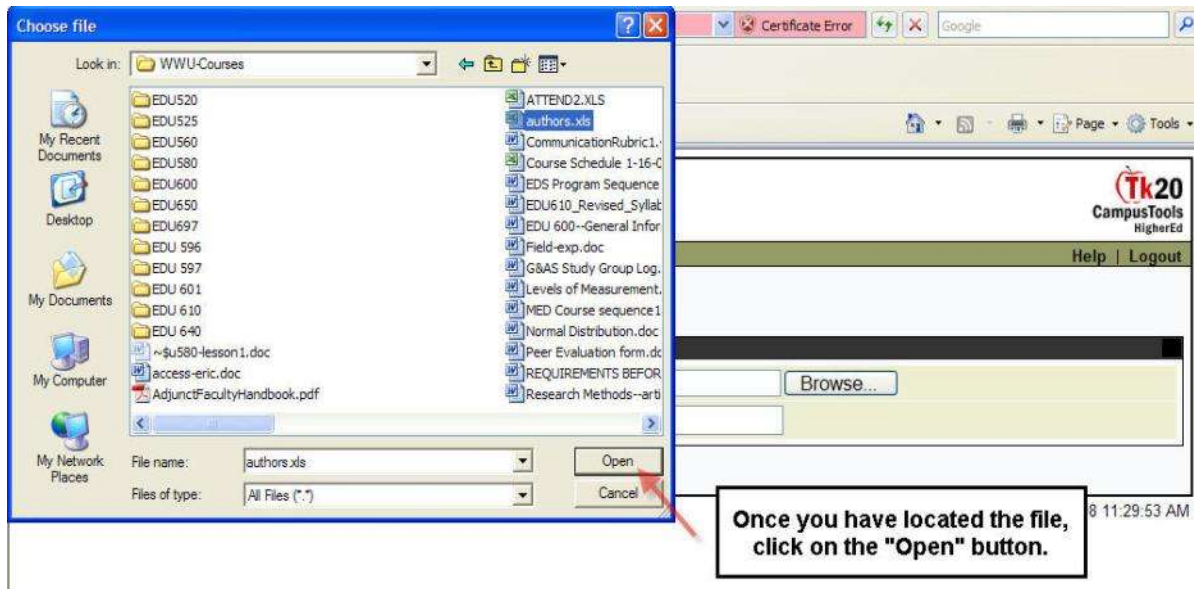 Choose file
Certificate Error
Google
Look in:
WWU-Courses
Page
Tools
My Recent
Documents
Desktop
My Documents
My Computer
My Network
Places
EDU520
EDU525
EDU560
EDU580
EDU600
EDU650
EDU697
EDU 596
EDU 597
EDU 601
EDU 610
EDU 640
~$u580-lesson1.doc
access-eric.doc
AdjunctFacultyHandbook.pdf
ATTEND2.XLS
authors.xls
CommunicationRubric1.
Course Schedule 1-16-0
EDS Program Sequence
EDU610_Revised_Syllab
EDU 600--General Infor
Field-exp.doc
G&AS Study Group Log.
Levels of Measurement.
MED Course sequence1
Normal Distribution.doc
Peer Evaluation form.do
REQUIREMENTS BEFOR
Research Methods--arti
File name:
authors.xls
Open
Files of type:
All Files (*.*)
Cancel
Tk20
CampusTools
HigherEd
Help | Logout
Browse...
8 11:29:53 AM
Once you have located the file,
click on the "Open" button.